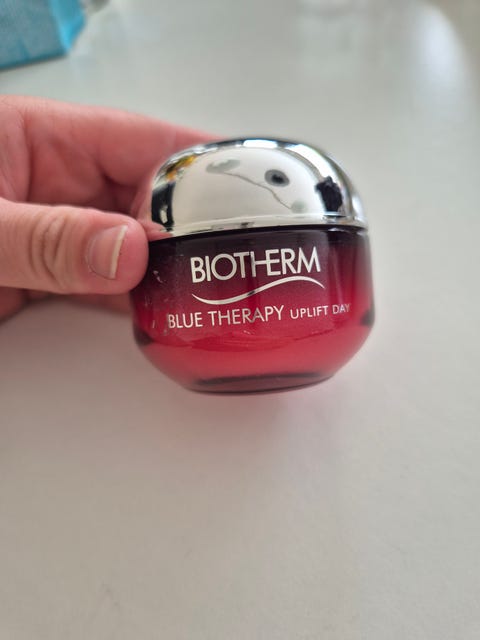 BIOTHERM
BLUE THERAPY UPLIFT DAY